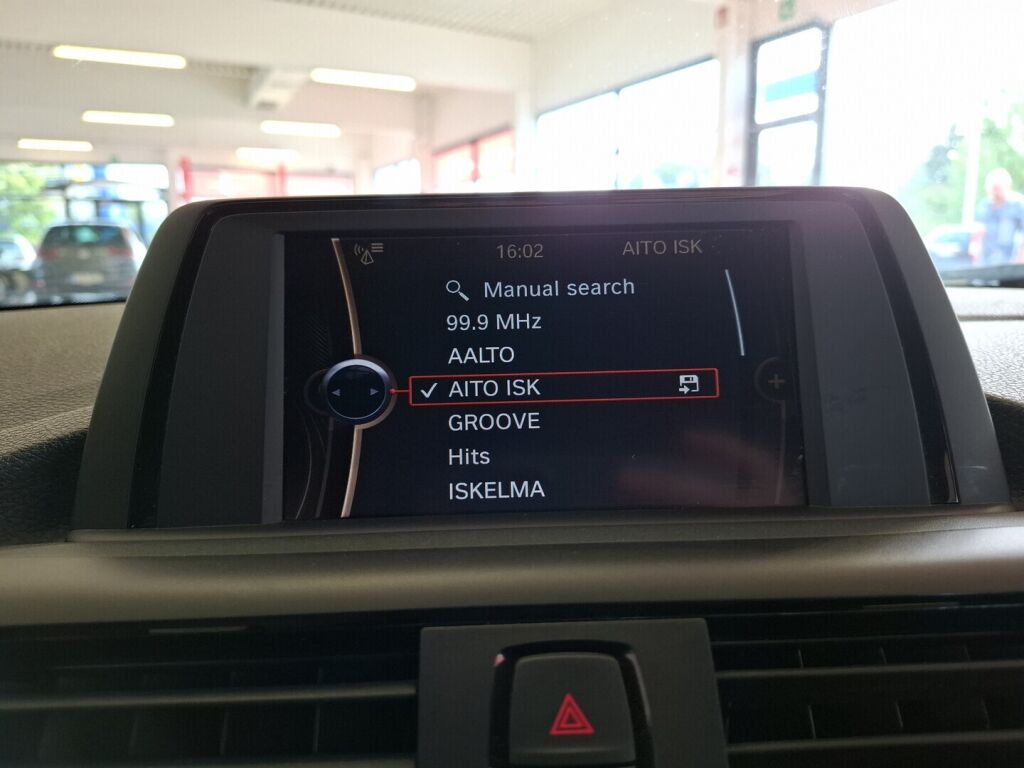 16:02 AITO ISK
Manual search
99.9 MHz
AALTO
AITO ISK
GROOVE
Hits
ISKELMA